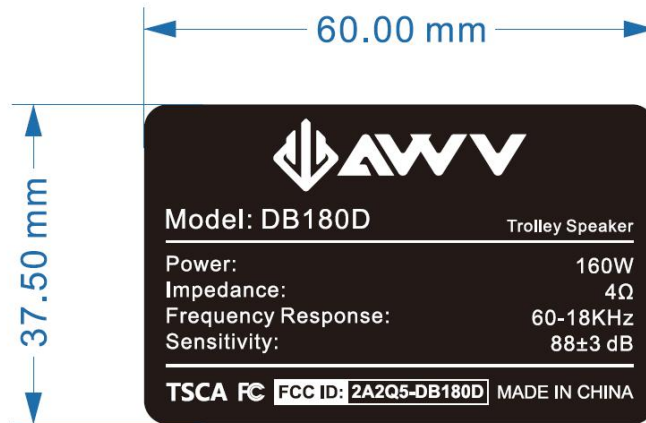 60.00 mm
37.50 mm
AWV
Model: DB180D Trolley Speaker
Power: 160W
Impedance: 4Ω
Frequency Response: 60-18KHz
Sensitivity: 88±3 dB
TSCA FC FCC ID: 2A2Q5-DB180D MADE IN CHINA